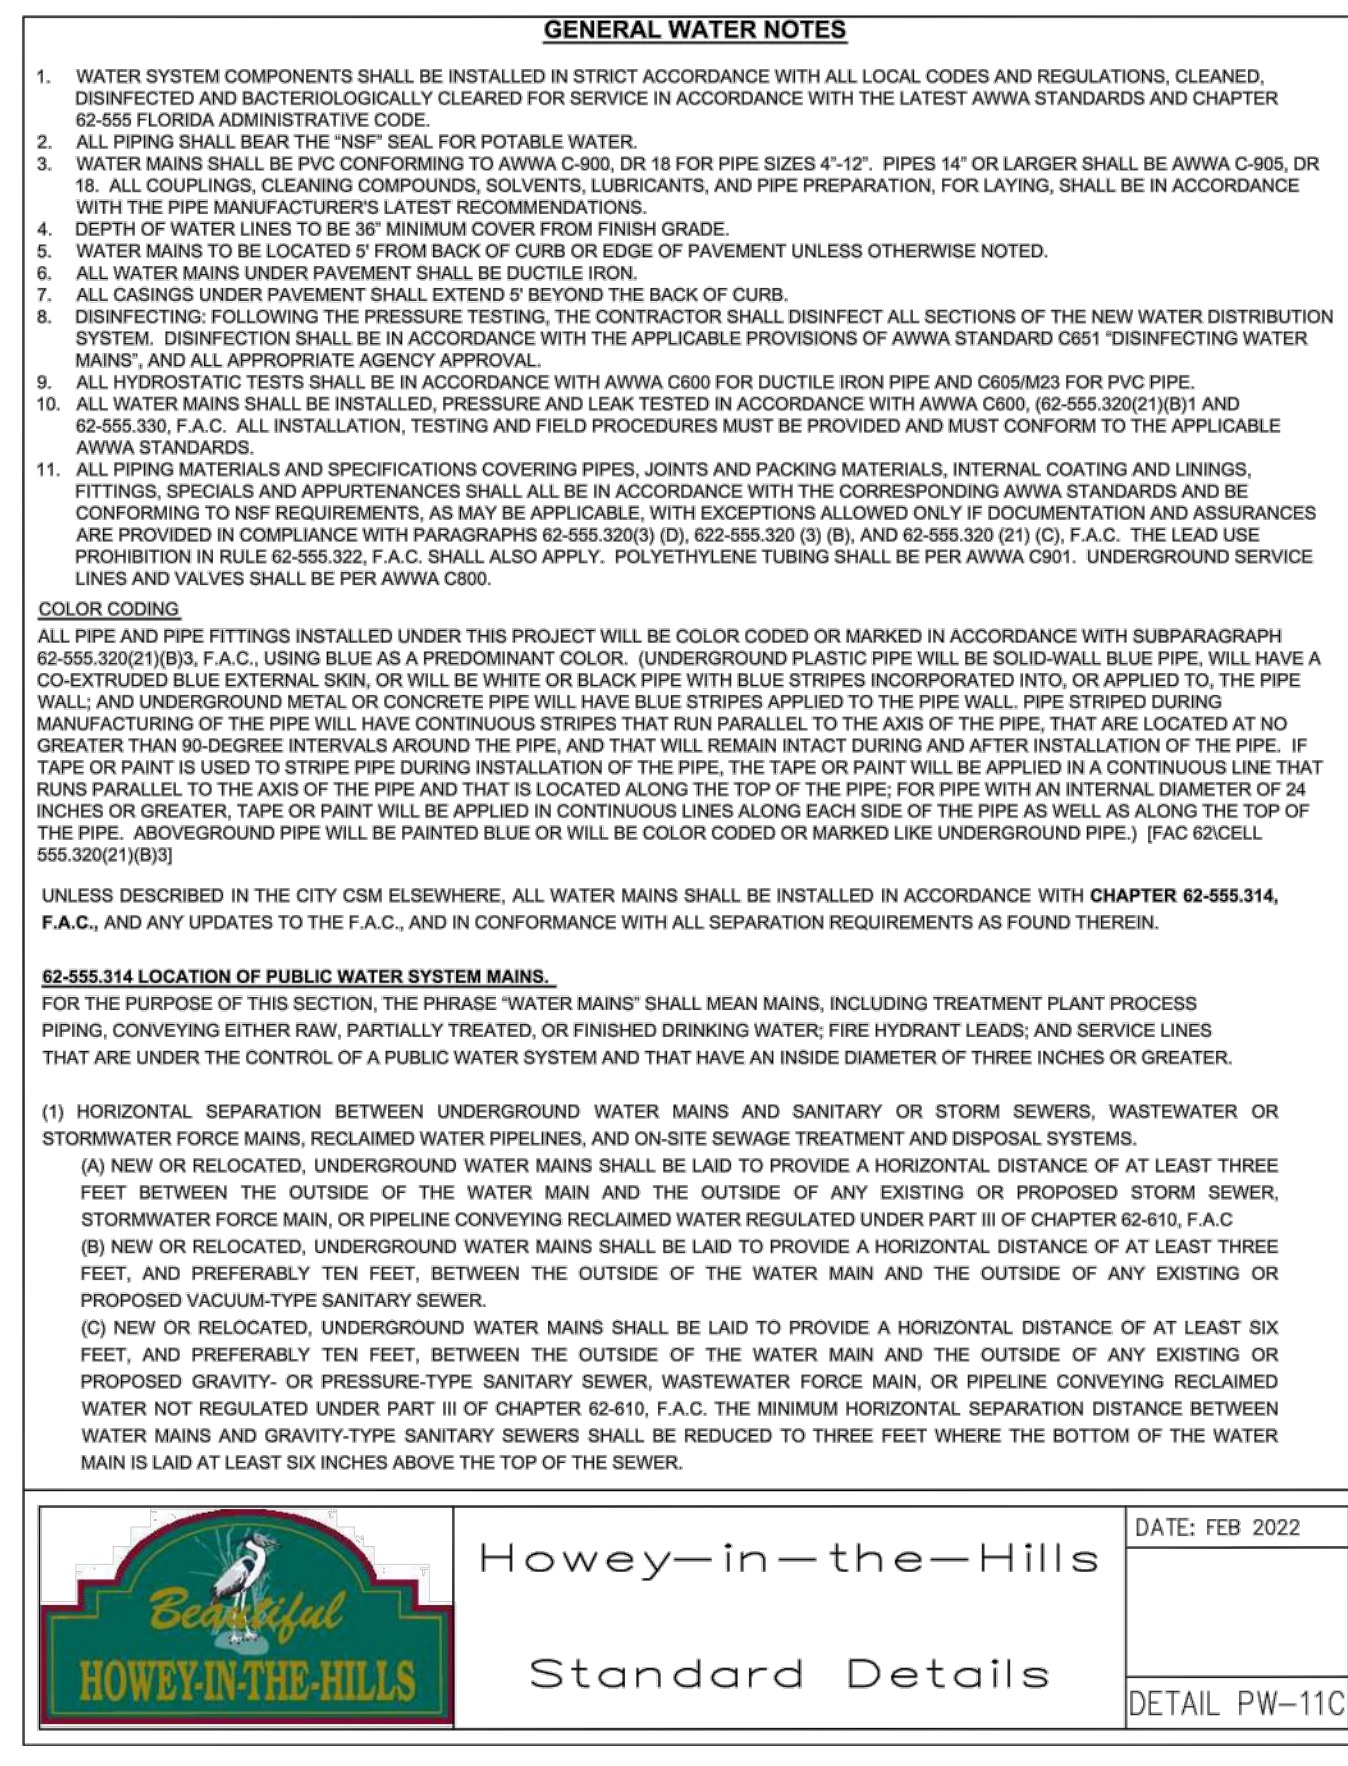 GENERAL WATER NOTES
1. WATER SYSTEM COMPONENTS SHALL BE INSTALLED IN STRICT ACCORDANCE WITH ALL LOCAL CODES AND REGULATIONS, CLEANED,
DISINFECTED AND BACTERIOLOGICALLY CLEARED FOR SERVICE IN ACCORDANCE WITH THE LATEST AWWA STANDARDS AND CHAPTER
62-555 FLORIDA ADMINISTRATIVE CODE.
2. ALL PIPING SHALL BEAR THE "NSF" SEAL FOR POTABLE WATER.
3. WATER MAINS SHALL BE PVC CONFORMING TO AWWA C-900, DR 18 FOR PIPE SIZES 4"-12". PIPES 14" OR LARGER SHALL BE AWWA C-905, DR
18. ALL COUPLINGS, CLEANING COMPOUNDS, SOLVENTS, LUBRICANTS, AND PIPE PREPARATION, FOR LAYING, SHALL BE IN ACCORDANCE
WITH THE PIPE MANUFACTURER'S LATEST RECOMMENDATIONS.
4. DEPTH OF WATER LINES TO BE 36" MINIMUM COVER FROM FINISH GRADE.
5. WATER MAINS TO BE LOCATED 5' FROM BACK OF CURB OR EDGE OF PAVEMENT UNLESS OTHERWISE NOTED.
6. ALL WATER MAINS UNDER PAVEMENT SHALL BE DUCTILE IRON.
7. ALL CASINGS UNDER PAVEMENT SHALL EXTEND 5' BEYOND THE BACK OF CURB.
8. DISINFECTING: FOLLOWING THE PRESSURE TESTING, THE CONTRACTOR SHALL DISINFECT ALL SECTIONS OF THE NEW WATER DISTRIBUTION
SYSTEM. DISINFECTION SHALL BE IN ACCORDANCE WITH THE APPLICABLE PROVISIONS OF AWWA STANDARD C651 "DISINFECTING WATER
MAINS", AND ALL APPROPRIATE AGENCY APPROVAL.
9. ALL HYDROSTATIC TESTS SHALL BE IN ACCORDANCE WITH AWWA C600 FOR DUCTILE IRON PIPE AND C605/M23 FOR PVC PIPE.
10. ALL WATER MAINS SHALL BE INSTALLED, PRESSURE AND LEAK TESTED IN ACCORDANCE WITH AWWA C600, (62-555.320(21)(B)1 AND
62-555.330, F.A.C. ALL INSTALLATION, TESTING AND FIELD PROCEDURES MUST BE PROVIDED AND MUST CONFORM TO THE APPLICABLE
AWWA STANDARDS.
11. ALL PIPING MATERIALS AND SPECIFICATIONS COVERING PIPES, JOINTS AND PACKING MATERIALS, INTERNAL COATING AND LININGS,
FITTINGS, SPECIALS AND APPURTENANCES SHALL ALL BE IN ACCORDANCE WITH THE CORRESPONDING AWWA STANDARDS AND BE
CONFORMING TO NSF REQUIREMENTS, AS MAY BE APPLICABLE, WITH EXCEPTIONS ALLOWED ONLY IF DOCUMENTATION AND ASSURANCES
ARE PROVIDED IN COMPLIANCE WITH PARAGRAPHS 62-555.320(3) (D), 622-555.320 (3) (B), AND 62-555.320 (21) (C), F.A.C. THE LEAD USE
PROHIBITION IN RULE 62-555.322, F.A.C. SHALL ALSO APPLY. POLYETHYLENE TUBING SHALL BE PER AWWA C901. UNDERGROUND SERVICE
LINES AND VALVES SHALL BE PER AWWA C800.
COLOR CODING
ALL PIPE AND PIPE FITTINGS INSTALLED UNDER THIS PROJECT WILL BE COLOR CODED OR MARKED IN ACCORDANCE WITH SUBPARAGRAPH
62-555.320(21)(B)3, F.A.C., USING BLUE AS A PREDOMINANT COLOR. (UNDERGROUND PLASTIC PIPE WILL BE SOLID-WALL BLUE PIPE, WILL HAVE A
CO-EXTRUDED BLUE EXTERNAL SKIN, OR WILL BE WHITE OR BLACK PIPE WITH BLUE STRIPES INCORPORATED INTO, OR APPLIED TO, THE PIPE
WALL; AND UNDERGROUND METAL OR CONCRETE PIPE WILL HAVE BLUE STRIPES APPLIED TO THE PIPE WALL. PIPE STRIPED DURING
MANUFACTURING OF THE PIPE WILL HAVE CONTINUOUS STRIPES THAT RUN PARALLEL TO THE AXIS OF THE PIPE, THAT ARE LOCATED AT NO
GREATER THAN 90-DEGREE INTERVALS AROUND THE PIPE, AND THAT WILL REMAIN INTACT DURING AND AFTER INSTALLATION OF THE PIPE. IF
TAPE OR PAINT IS USED TO STRIPE PIPE DURING INSTALLATION OF THE PIPE, THE TAPE OR PAINT WILL BE APPLIED IN A CONTINUOUS LINE THAT
RUNS PARALLEL TO THE AXIS OF THE PIPE AND THAT IS LOCATED ALONG THE TOP OF THE PIPE; FOR PIPE WITH AN INTERNAL DIAMETER OF 24
INCHES OR GREATER, TAPE OR PAINT WILL BE APPLIED IN CONTINUOUS LINES ALONG EACH SIDE OF THE PIPE AS WELL AS ALONG THE TOP OF
THE PIPE. ABOVEGROUND PIPE WILL BE PAINTED BLUE OR WILL BE COLOR CODED OR MARKED LIKE UNDERGROUND PIPE.) [FAC 62\CELL
555.320(21)(B)3]
UNLESS DESCRIBED IN THE CITY CSM ELSEWHERE, ALL WATER MAINS SHALL BE INSTALLED IN ACCORDANCE WITH CHAPTER 62-555.314,
F.A.C., AND ANY UPDATES TO THE F.A.C., AND IN CONFORMANCE WITH ALL SEPARATION REQUIREMENTS AS FOUND THEREIN.
62-555.314 LOCATION OF PUBLIC WATER SYSTEM MAINS.
FOR THE PURPOSE OF THIS SECTION, THE PHRASE "WATER MAINS" SHALL MEAN MAINS, INCLUDING TREATMENT PLANT PROCESS
PIPING, CONVEYING EITHER RAW, PARTIALLY TREATED, OR FINISHED DRINKING WATER; FIRE HYDRANT LEADS; AND SERVICE LINES
THAT ARE UNDER THE CONTROL OF A PUBLIC WATER SYSTEM AND THAT HAVE AN INSIDE DIAMETER OF THREE INCHES OR GREATER.
(1) HORIZONTAL SEPARATION BETWEEN UNDERGROUND WATER MAINS AND SANITARY OR STORM SEWERS, WASTEWATER OR
STORMWATER FORCE MAINS, RECLAIMED WATER PIPELINES, AND ON-SITE SEWAGE TREATMENT AND DISPOSAL SYSTEMS.
(A) NEW OR RELOCATED, UNDERGROUND WATER MAINS SHALL BE LAID TO PROVIDE A HORIZONTAL DISTANCE OF AT LEAST THREE
FEET BETWEEN THE OUTSIDE OF THE WATER MAIN AND THE OUTSIDE OF ANY EXISTING OR PROPOSED STORM SEWER,
STORMWATER FORCE MAIN, OR PIPELINE CONVEYING RECLAIMED WATER REGULATED UNDER PART III OF CHAPTER 62-610, F.A.C
(B) NEW OR RELOCATED, UNDERGROUND WATER MAINS SHALL BE LAID TO PROVIDE A HORIZONTAL DISTANCE OF AT LEAST THREE
FEET, AND PREFERABLY TEN FEET, BETWEEN THE OUTSIDE OF THE WATER MAIN AND THE OUTSIDE OF ANY EXISTING OR
PROPOSED VACUUM-TYPE SANITARY SEWER.
(C) NEW OR RELOCATED, UNDERGROUND WATER MAINS SHALL BE LAID TO PROVIDE A HORIZONTAL DISTANCE OF AT LEAST SIX
FEET, AND PREFERABLY TEN FEET, BETWEEN THE OUTSIDE OF THE WATER MAIN AND THE OUTSIDE OF ANY EXISTING OR
PROPOSED GRAVITY- OR PRESSURE-TYPE SANITARY SEWER, WASTEWATER FORCE MAIN, OR PIPELINE CONVEYING RECLAIMED
WATER NOT REGULATED UNDER PART III OF CHAPTER 62-610, F.A.C. THE MINIMUM HORIZONTAL SEPARATION DISTANCE BETWEEN
WATER MAINS AND GRAVITY-TYPE SANITARY SEWERS SHALL BE REDUCED TO THREE FEET WHERE THE BOTTOM OF THE WATER
MAIN IS LAID AT LEAST SIX INCHES ABOVE THE TOP OF THE SEWER.
Beautiful
HOWEY-IN-THE-HILLS
Howey-in-the-Hills
Standard Details
DATE: FEB 2022
DETAIL PW-11C